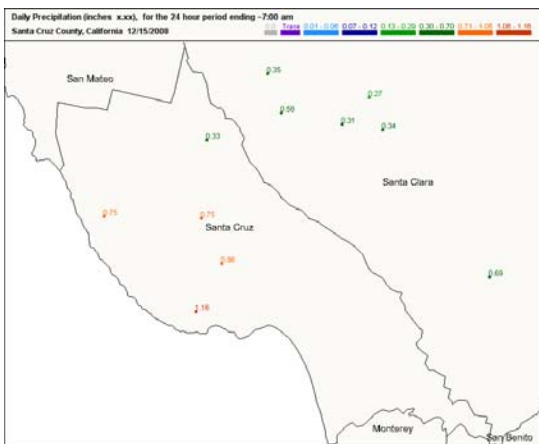 Daily Precipitation (inches x.xx), for the 24 hour period ending ~7:00 am
Santa Cruz County, California 12/15/2008
0.0 Trace 0.01 - 0.06 0.07 - 0.12 0.13 - 0.29 0.30 - 0.70 0.71 - 1.05 1.06 - 1.16
San Mateo
0.35
0.27
0.31
0.34
0.33
Santa Clara
0.75
0.75
Santa Cruz
0.69
1.16
Monterey
San Benito